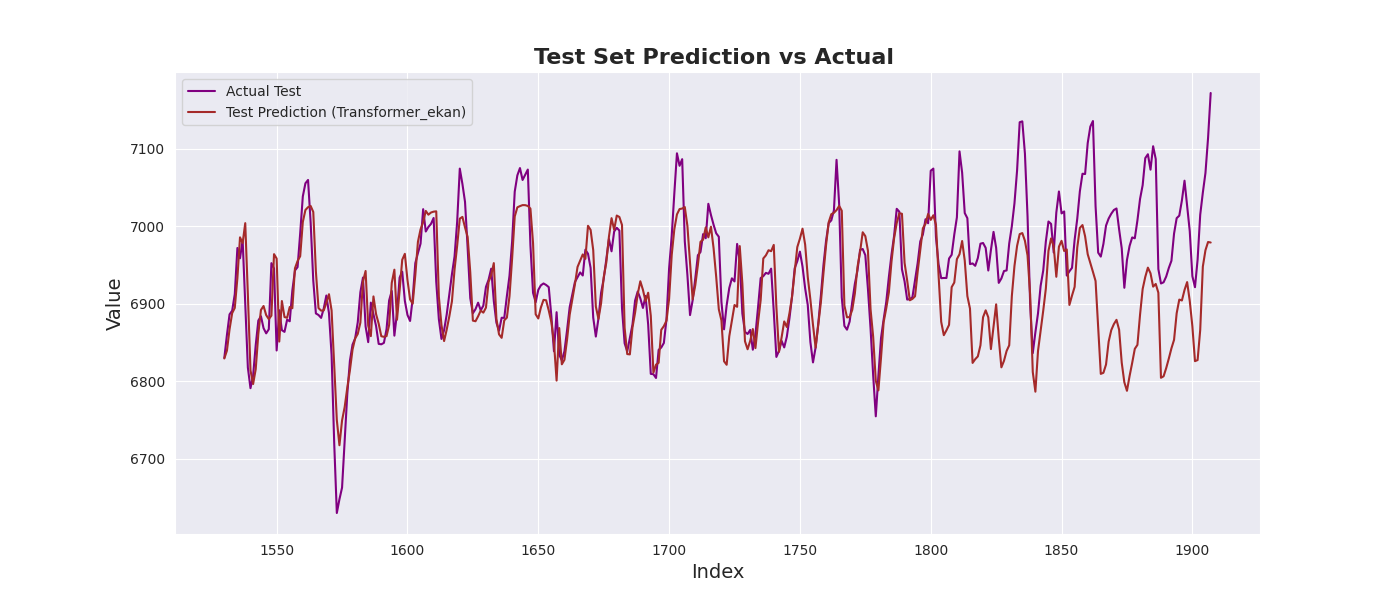 Test Set Prediction vs Actual
Actual Test
Test Prediction (Transformer_ekan)
Value
7100
7000
6900
6800
6700
1550
1600
1650
1700
1750
1800
1850
1900
Index